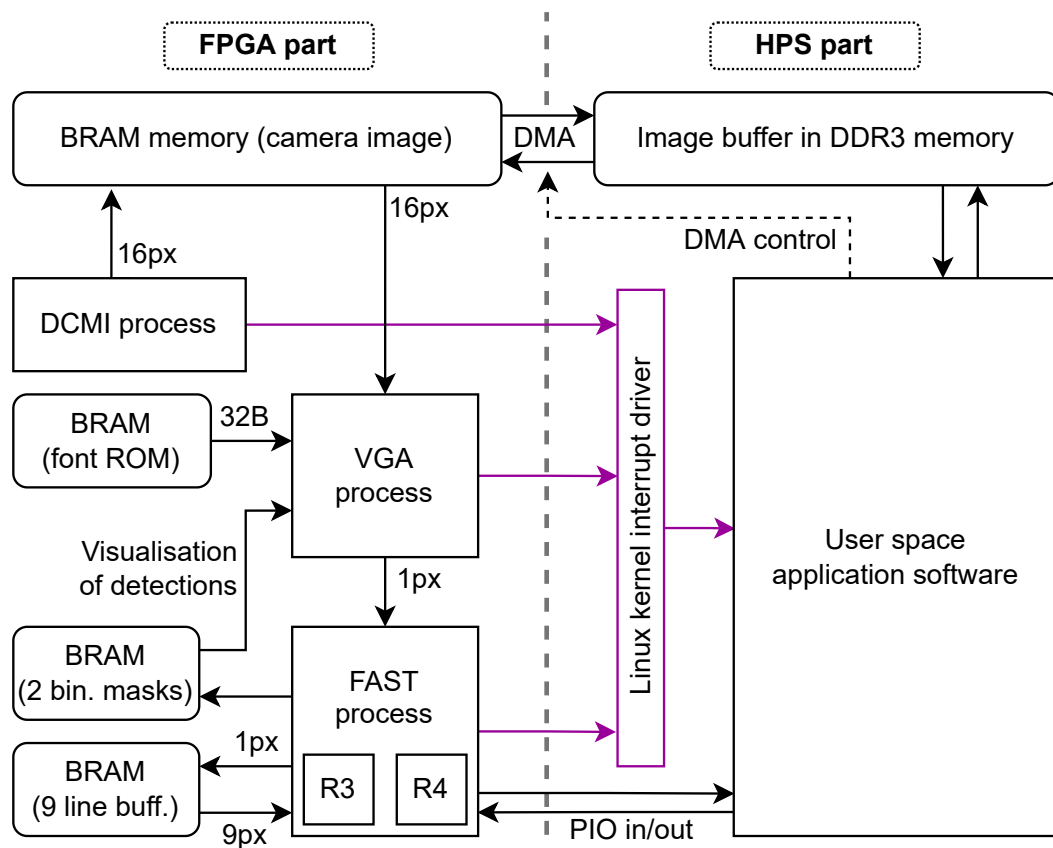 FPGA part
HPS part
BRAM memory (camera image)
DMA
Image buffer in DDR3 memory
16px
16px
DMA control
DCMI process
BRAM
(font ROM)
32B
VGA
process
Linux kernel interrupt driver
User space
application software
Visualisation
of detections
1px
BRAM
(2 bin. masks)
FAST
process
1px
BRAM
(9 line buff.)
R3
R4
9px
PIO in/out